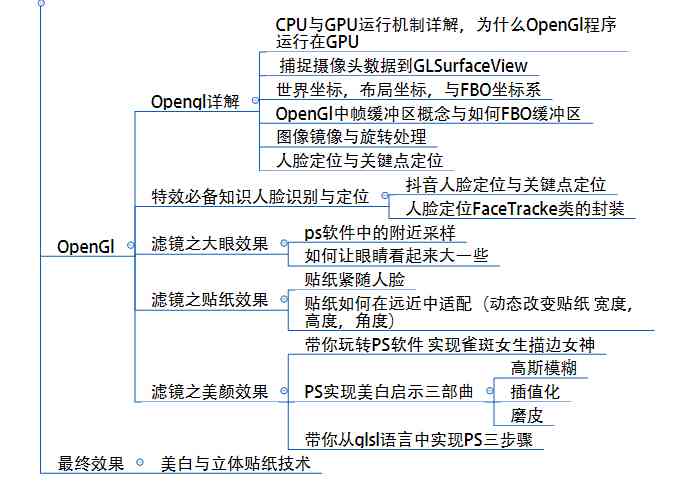 CPU与GPU运行机制详解，为什么OpenGl程序
运行在GPU
捕捉摄像头数据到GLSurfaceView
世界坐标，布局坐标，与FBO坐标系
Opengl详解
OpenGl中帧缓冲区概念与如何FBO缓冲区
图像镜像与旋转处理
人脸定位与关键点定位
特效必备知识人脸识别与定位
抖音人脸定位与关键点定位
人脸定位FaceTracke类的封装
OpenGl
滤镜之大眼效果
ps软件中的附近采样
如何让眼睛看起来大一些
滤镜之贴纸效果
贴纸紧随人脸
贴纸如何在远近中适配（动态改变贴纸 宽度，
高度，角度）
滤镜之美颜效果
带你玩转PS软件 实现雀斑女生描边女神
PS实现美白启示三部曲
高斯模糊
插值化
磨皮
带你从glsl语言中实现PS三步骤
最终效果
美白与立体贴纸技术